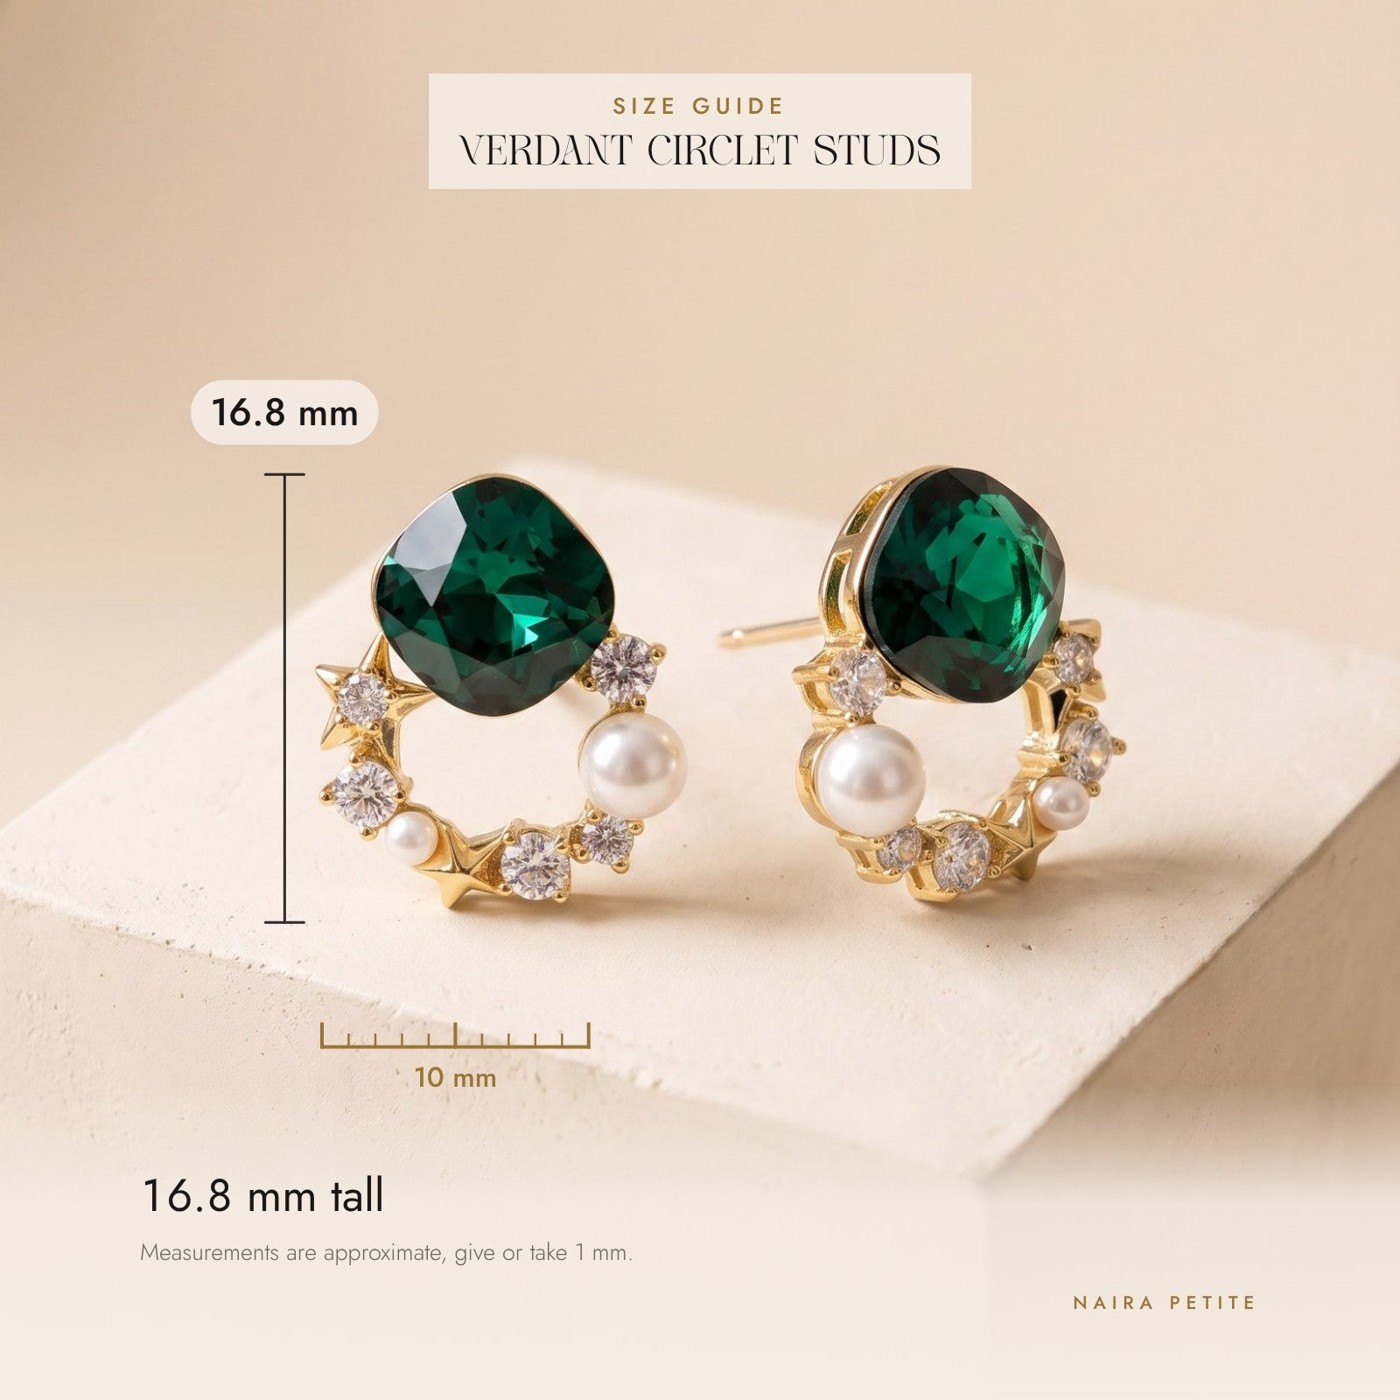 SIZE GUIDE
VERDANT CIRCLET STUDS
16.8 mm
10 mm
16.8 mm tall
Measurements are approximate, give or take 1 mm.
NAIRA PETITE